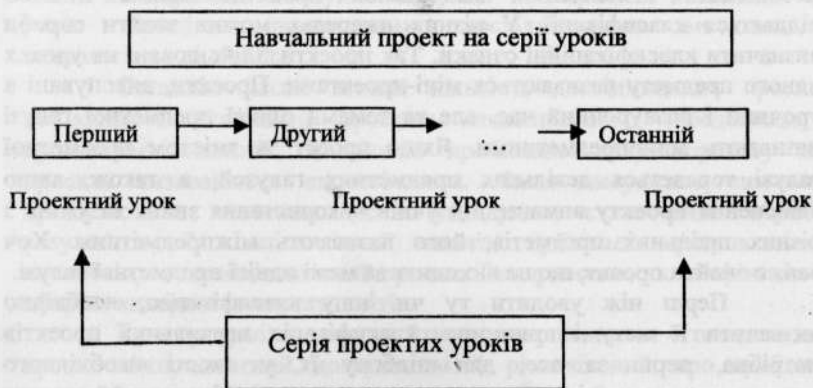 Навчальний проект на серії уроків
Перший Другий ... Останній
Проектний урок Проектний урок Проектний урок
Серія проектих уроків